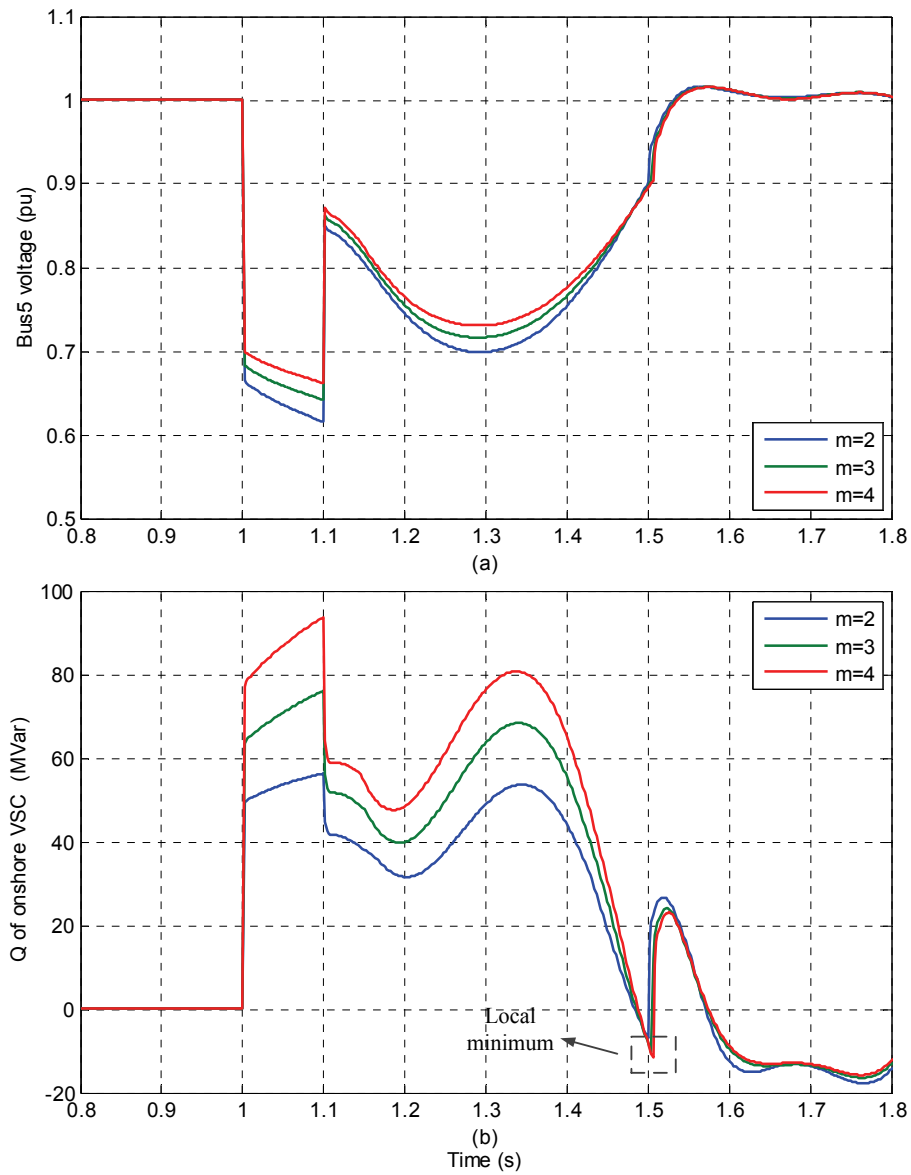 1.1
1
0.9
0.8
0.7
0.6
0.5
Bus5 voltage (pu)
m=2
m=3
m=4
0.8 0.9 1 1.1 1.2 1.3 1.4 1.5 1.6 1.7 1.8
(a)
100
80
60
40
20
0
-20
Q of onshore VSC (MVar)
m=2
m=3
m=4
Local
minimum
0.8 0.9 1 1.1 1.2 1.3 1.4 1.5 1.6 1.7 1.8
(b)
Time (s)